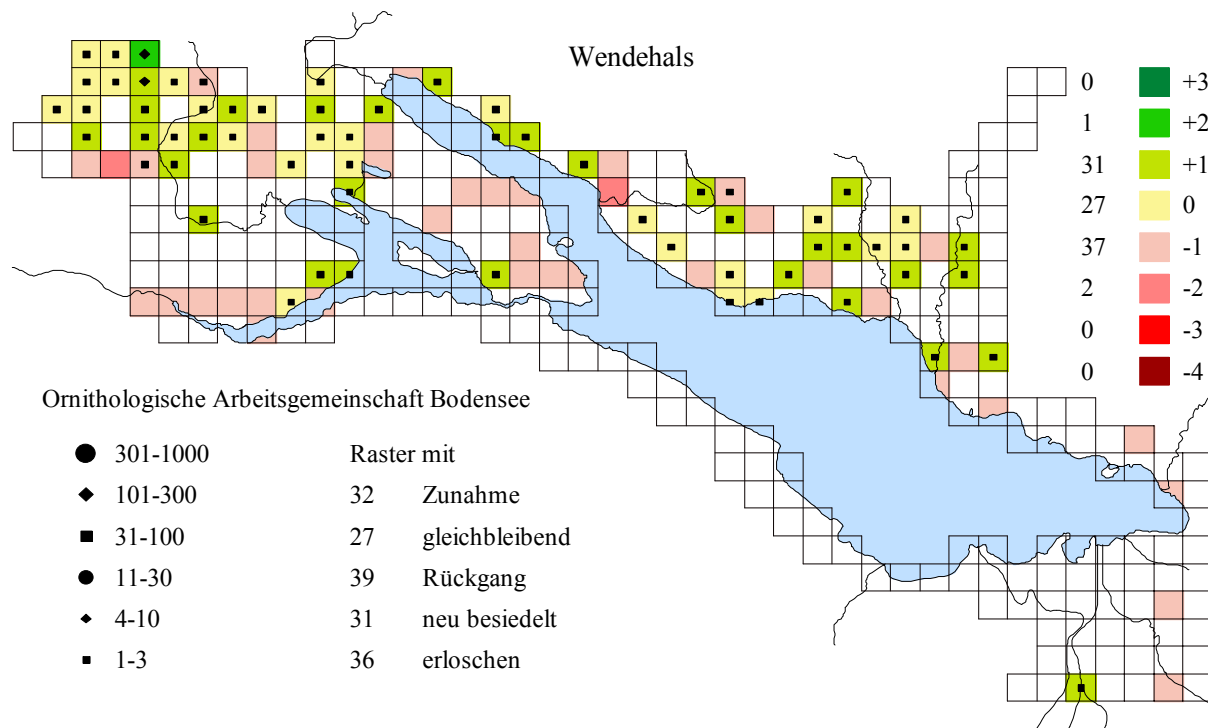 Wendehals
0 +3
1 +2
31 +1
27 0
37 -1
2 -2
0 -3
0 -4
Ornithologische Arbeitsgemeinschaft Bodensee
301-1000
101-300
31-100
11-30
4-10
1-3
Raster mit
32 Zunahme
27 gleichbleibend
39 Rückgang
31 neu besiedelt
36 erloschen